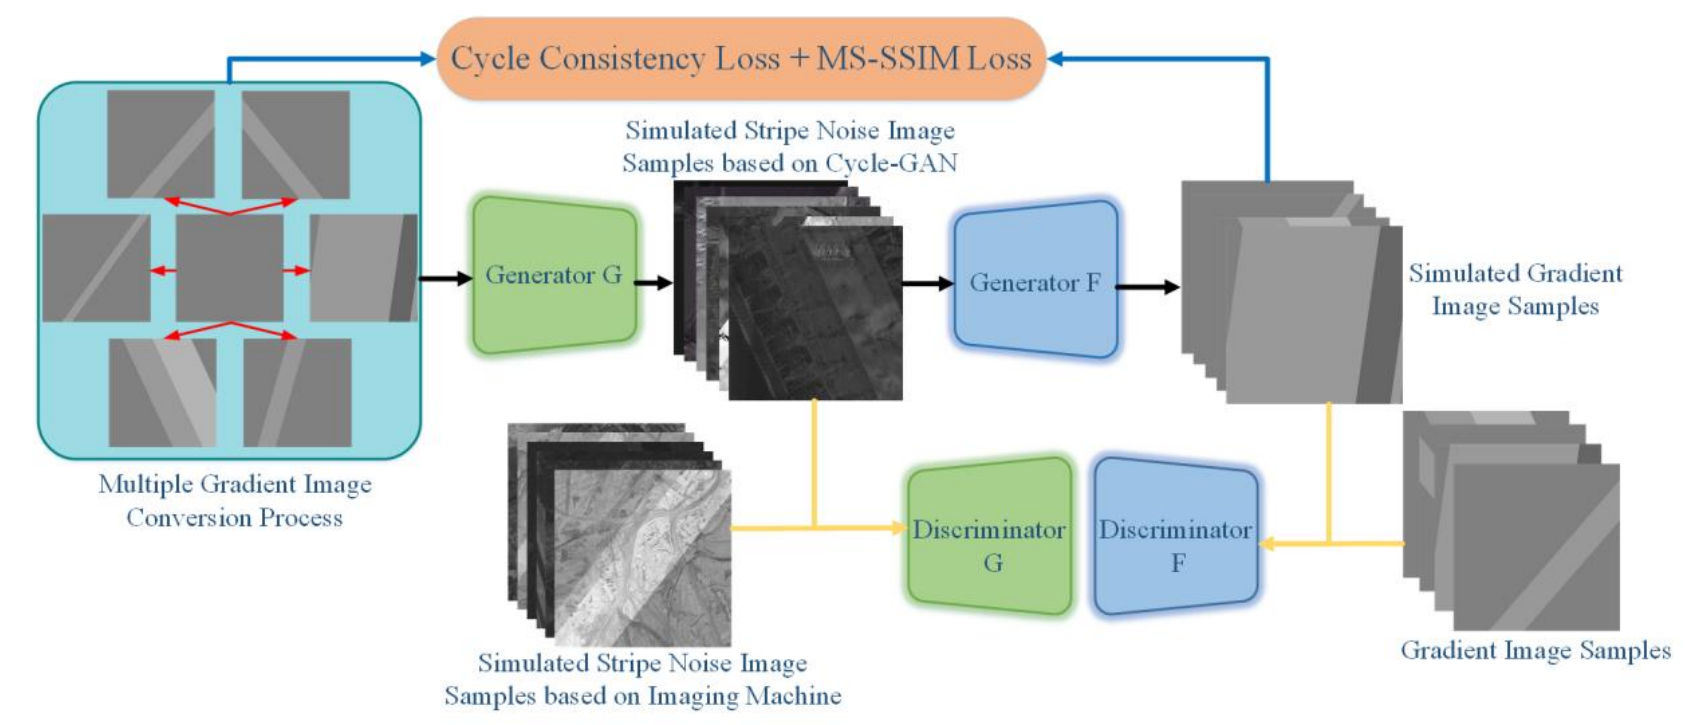 Cycle Consistency Loss + MS-SSIM Loss
Simulated Stripe Noise Image
Samples based on Cycle-GAN
Generator G
Generator F
Simulated Gradient
Image Samples
Multiple Gradient Image
Conversion Process
Discriminator
G
Discriminator
F
Simulated Stripe Noise Image
Samples based on Imaging Machine
Gradient Image Samples